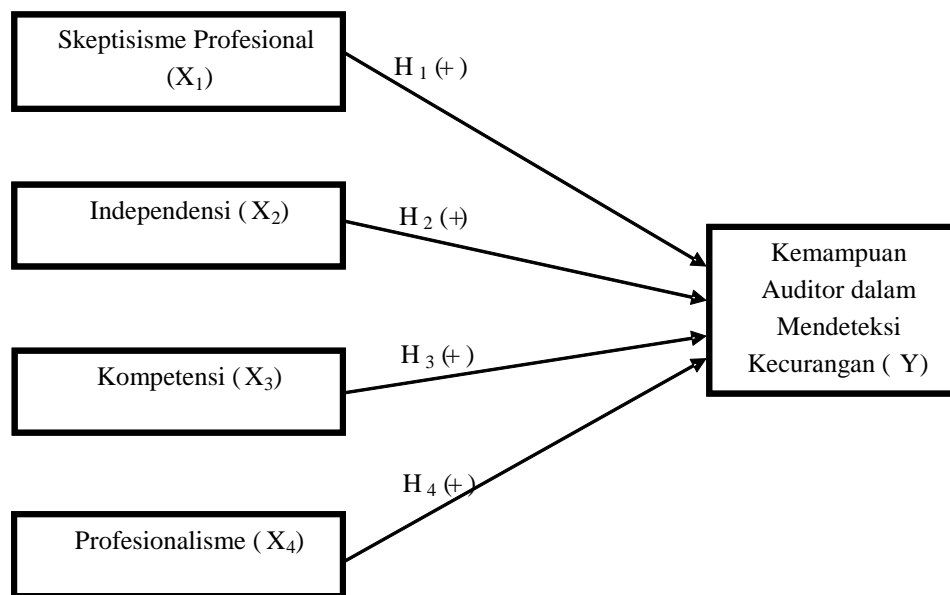 Skeptisisme Profesional
(X₁)
H ₁ (+)
Independensi ( X₂)
H ₂ (+)
Kemampuan
Auditor dalam
Mendeteksi
Kecurangan ( Y)
H ₃ (+)
Kompetensi ( X₃)
H ₄ (+)
Profesionalisme ( X₄)